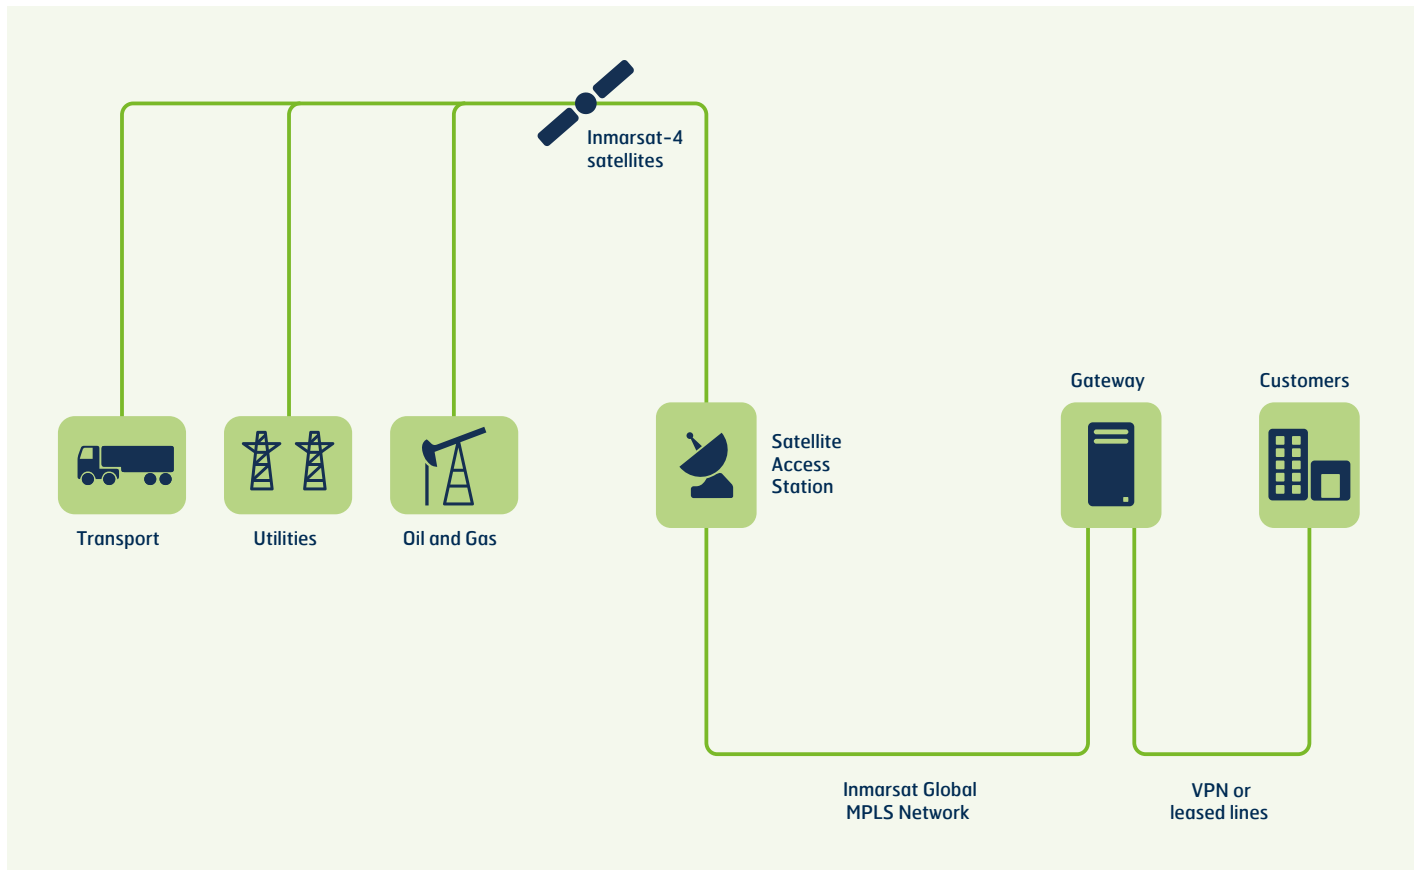 Inmarsat-4
satellites
Gateway
Customers
Satellite
Access
Station
Transport
Utilities
Oil and Gas
Inmarsat Global
MPLS Network
VPN or
leased lines